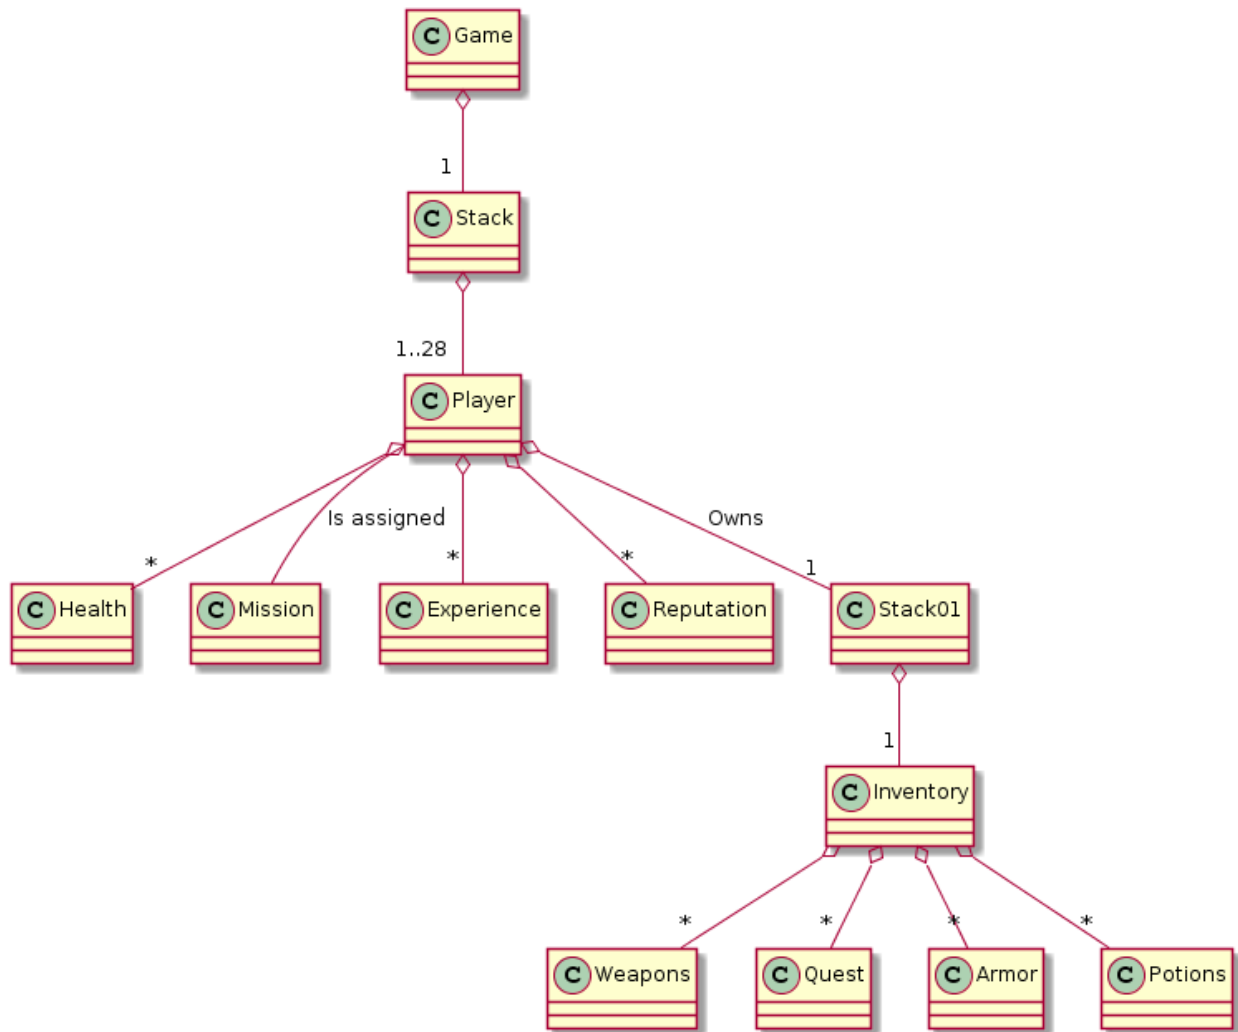 C Game
1
C Stack
1..28
C Player
Is assigned
Owns
*
*
*
1
C Health
C Mission
C Experience
C Reputation
C Stack01
1
C Inventory
*
*
*
*
C Weapons
C Quest
C Armor
C Potions